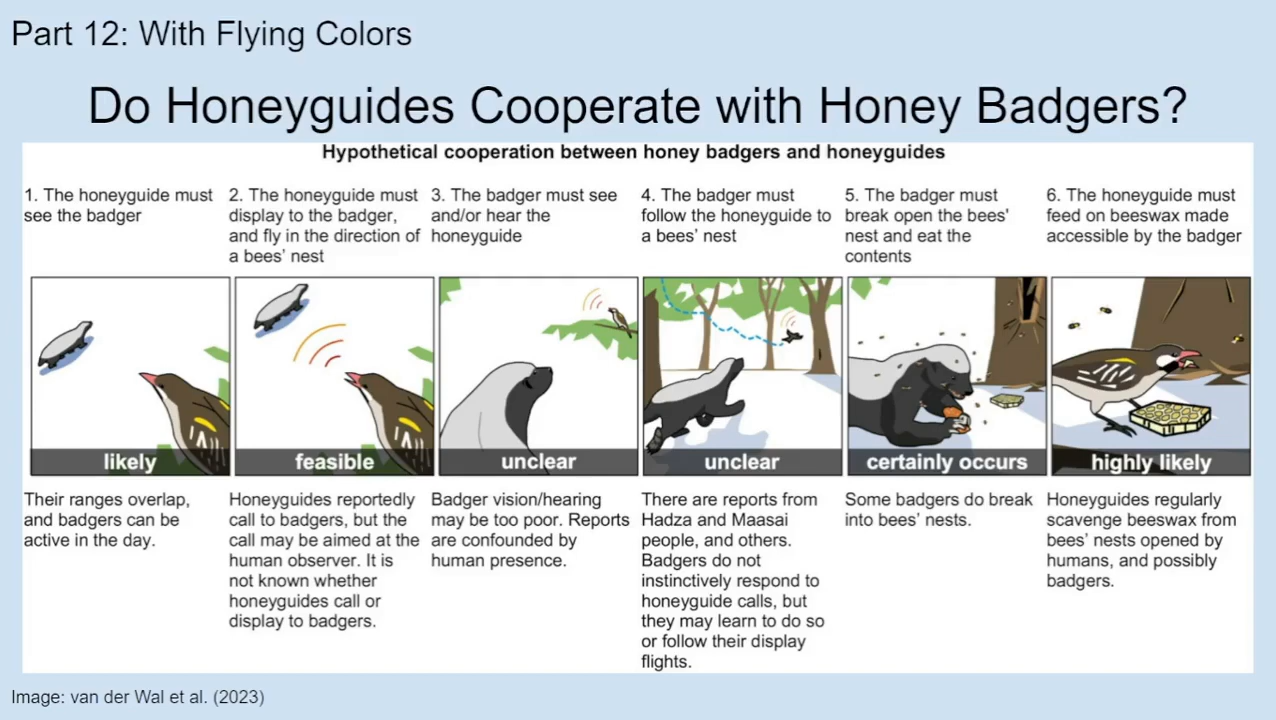 Part 12: With Flying Colors
Do Honeyguides Cooperate with Honey Badgers?
Hypothetical cooperation between honey badgers and honeyguides
1. The honeyguide must
see the badger
2. The honeyguide must
display to the badger,
and fly in the direction of
a bees' nest
3. The badger must see
and/or hear the
honeyguide
4. The badger must
follow the honeyguide to
a bees' nest
5. The badger must
break open the bees'
nest and eat the
contents
6. The honeyguide must
feed on beeswax made
accessible by the badger
likely
feasible
unclear
unclear
certainly occurs
highly likely
Their ranges overlap,
and badgers can be
active in the day.
Honeyguides reportedly
call to badgers, but the
call may be aimed at the
human observer. It is
not known whether
honeyguides call or
display to badgers.
Badger vision/hearing
may be too poor. Reports
are confounded by
human presence.
There are reports from
Hadza and Maasai
people, and others.
Badgers do not
instinctively respond to
honeyguide calls, but
they may learn to do so
or follow their display
flights.
Some badgers do break
into bees' nests.
Honeyguides regularly
scavenge beeswax from
bees' nests opened by
humans, and possibly
badgers.
Image: van der Wal et al. (2023)